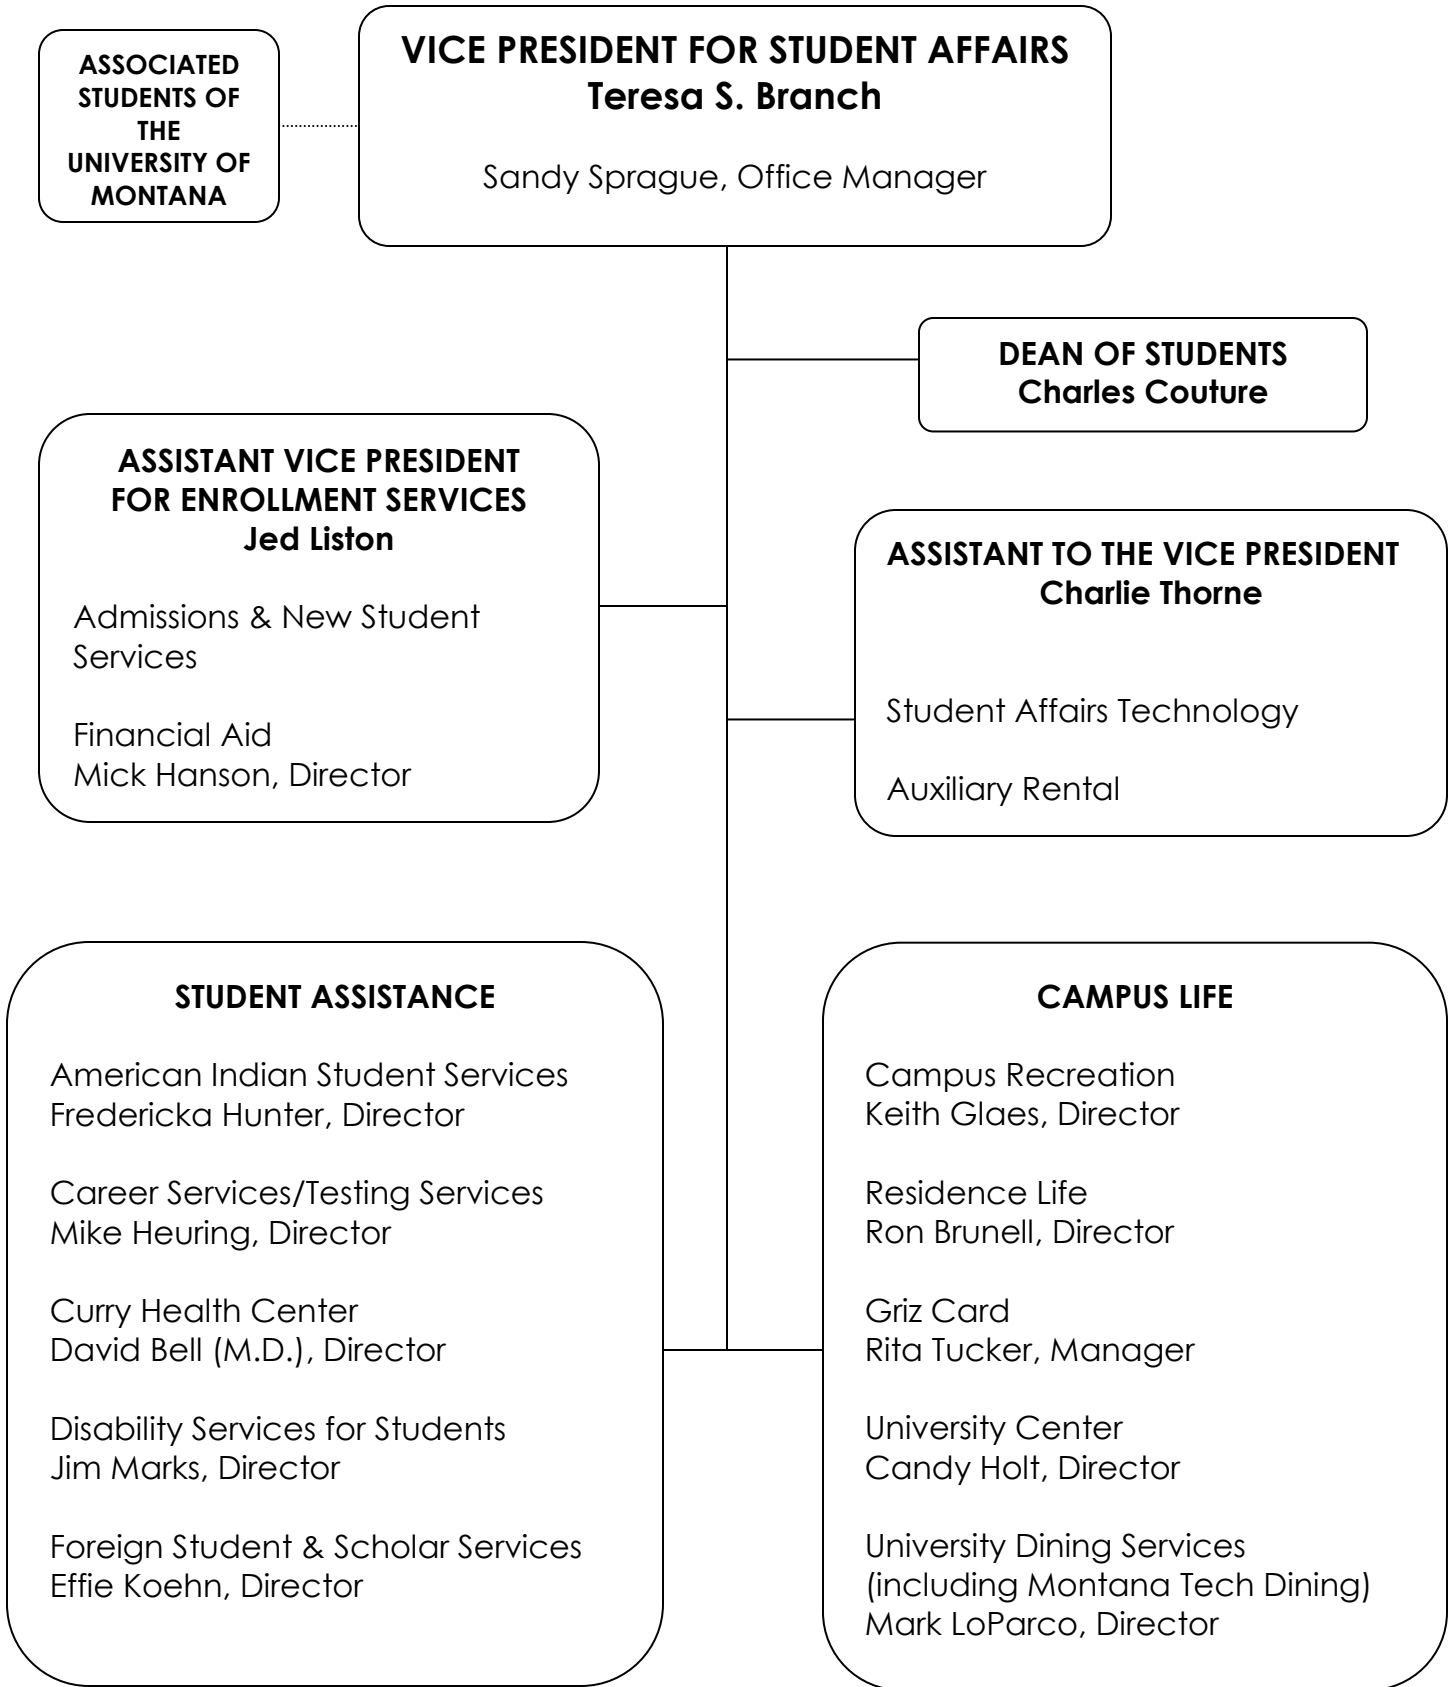 ASSOCIATED
STUDENTS OF
THE
UNIVERSITY OF
MONTANA
VICE PRESIDENT FOR STUDENT AFFAIRS
Teresa S. Branch
Sandy Sprague, Office Manager
DEAN OF STUDENTS
Charles Couture
ASSISTANT VICE PRESIDENT
FOR ENROLLMENT SERVICES
Jed Liston
Admissions & New Student
Services
Financial Aid
Mick Hanson, Director
ASSISTANT TO THE VICE PRESIDENT
Charlie Thorne
Student Affairs Technology
Auxiliary Rental
STUDENT ASSISTANCE
American Indian Student Services
Fredericka Hunter, Director
Career Services/Testing Services
Mike Heuring, Director
Curry Health Center
David Bell (M.D.), Director
Disability Services for Students
Jim Marks, Director
Foreign Student & Scholar Services
Effie Koehn, Director
CAMPUS LIFE
Campus Recreation
Keith Glaes, Director
Residence Life
Ron Brunell, Director
Griz Card
Rita Tucker, Manager
University Center
Candy Holt, Director
University Dining Services
(including Montana Tech Dining)
Mark LoParco, Director